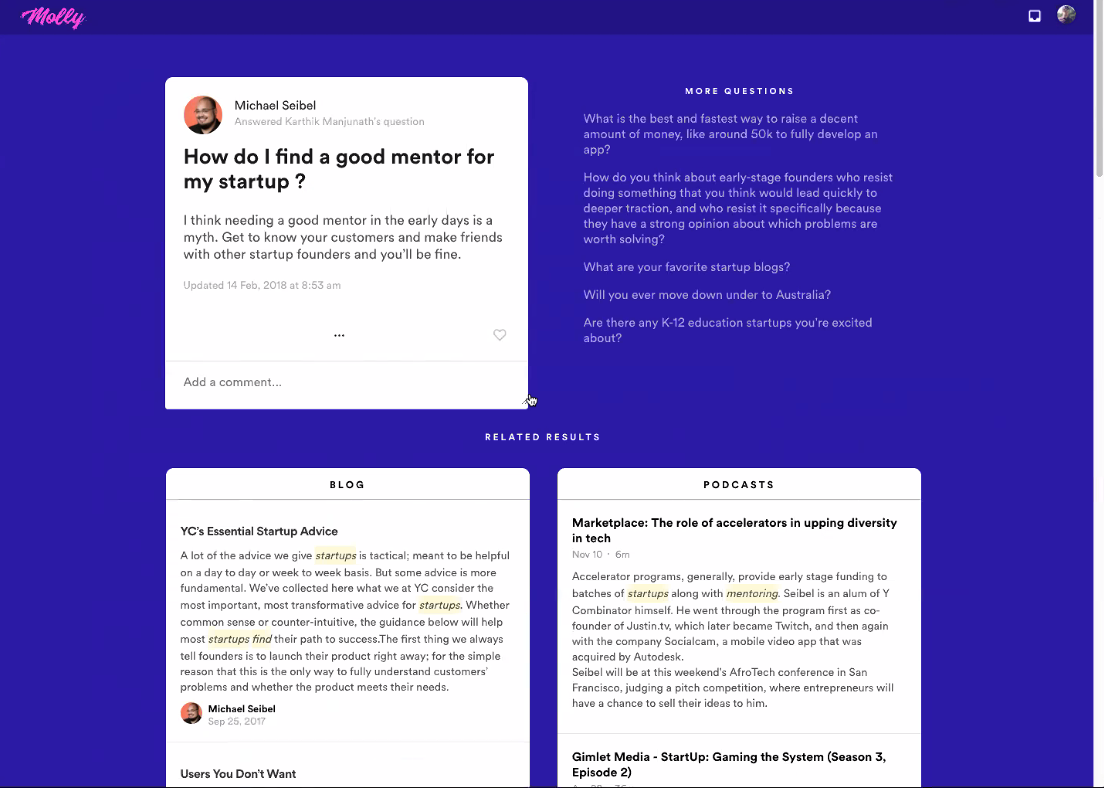 Molly
Michael Seibel
Answered Karthik Manjunath's question
How do I find a good mentor for
my startup ?
I think needing a good mentor in the early days is a
myth. Get to know your customers and make friends
with other startup founders and you'll be fine.
Updated 14 Feb, 2018 at 8:53 am
...
Add a comment...
MORE QUESTIONS
What is the best and fastest way to raise a decent
amount of money, like around 50k to fully develop an
app?
How do you think about early-stage founders who resist
doing something that you think would lead quickly to
deeper traction, and who resist it specifically because
they have a strong opinion about which problems are
worth solving?
What are your favorite startup blogs?
Will you ever move down under to Australia?
Are there any K-12 education startups you're excited
about?
RELATED RESULTS
BLOG
YC's Essential Startup Advice
A lot of the advice we give startups is tactical; meant to be helpful
on a day to day or week to week basis. But some advice is more
fundamental. We've collected here what we at YC consider the
most important, most transformative advice for startups. Whether
common sense or counter-intuitive, the guidance below will help
most startups find their path to success.The first thing we always
tell founders is to launch their product right away; for the simple
reason that this is the only way to fully understand customers'
problems and whether the product meets their needs.
Michael Seibel
Sep 25, 2017
Users You Don't Want
PODCASTS
Marketplace: The role of accelerators in upping diversity
in tech
Nov 10 · 6m
Accelerator programs, generally, provide early stage funding to
batches of startups along with mentoring. Seibel is an alum of Y
Combinator himself. He went through the program first as co-
founder of Justin.tv, which later became Twitch, and then again
with the company Socialcam, a mobile video app that was
acquired by Autodesk.
Seibel will be at this weekend's AfroTech conference in San
Francisco, judging a pitch competition, where entrepreneurs will
have a chance to sell their ideas to him.
Gimlet Media - StartUp: Gaming the System (Season 3,
Episode 2)